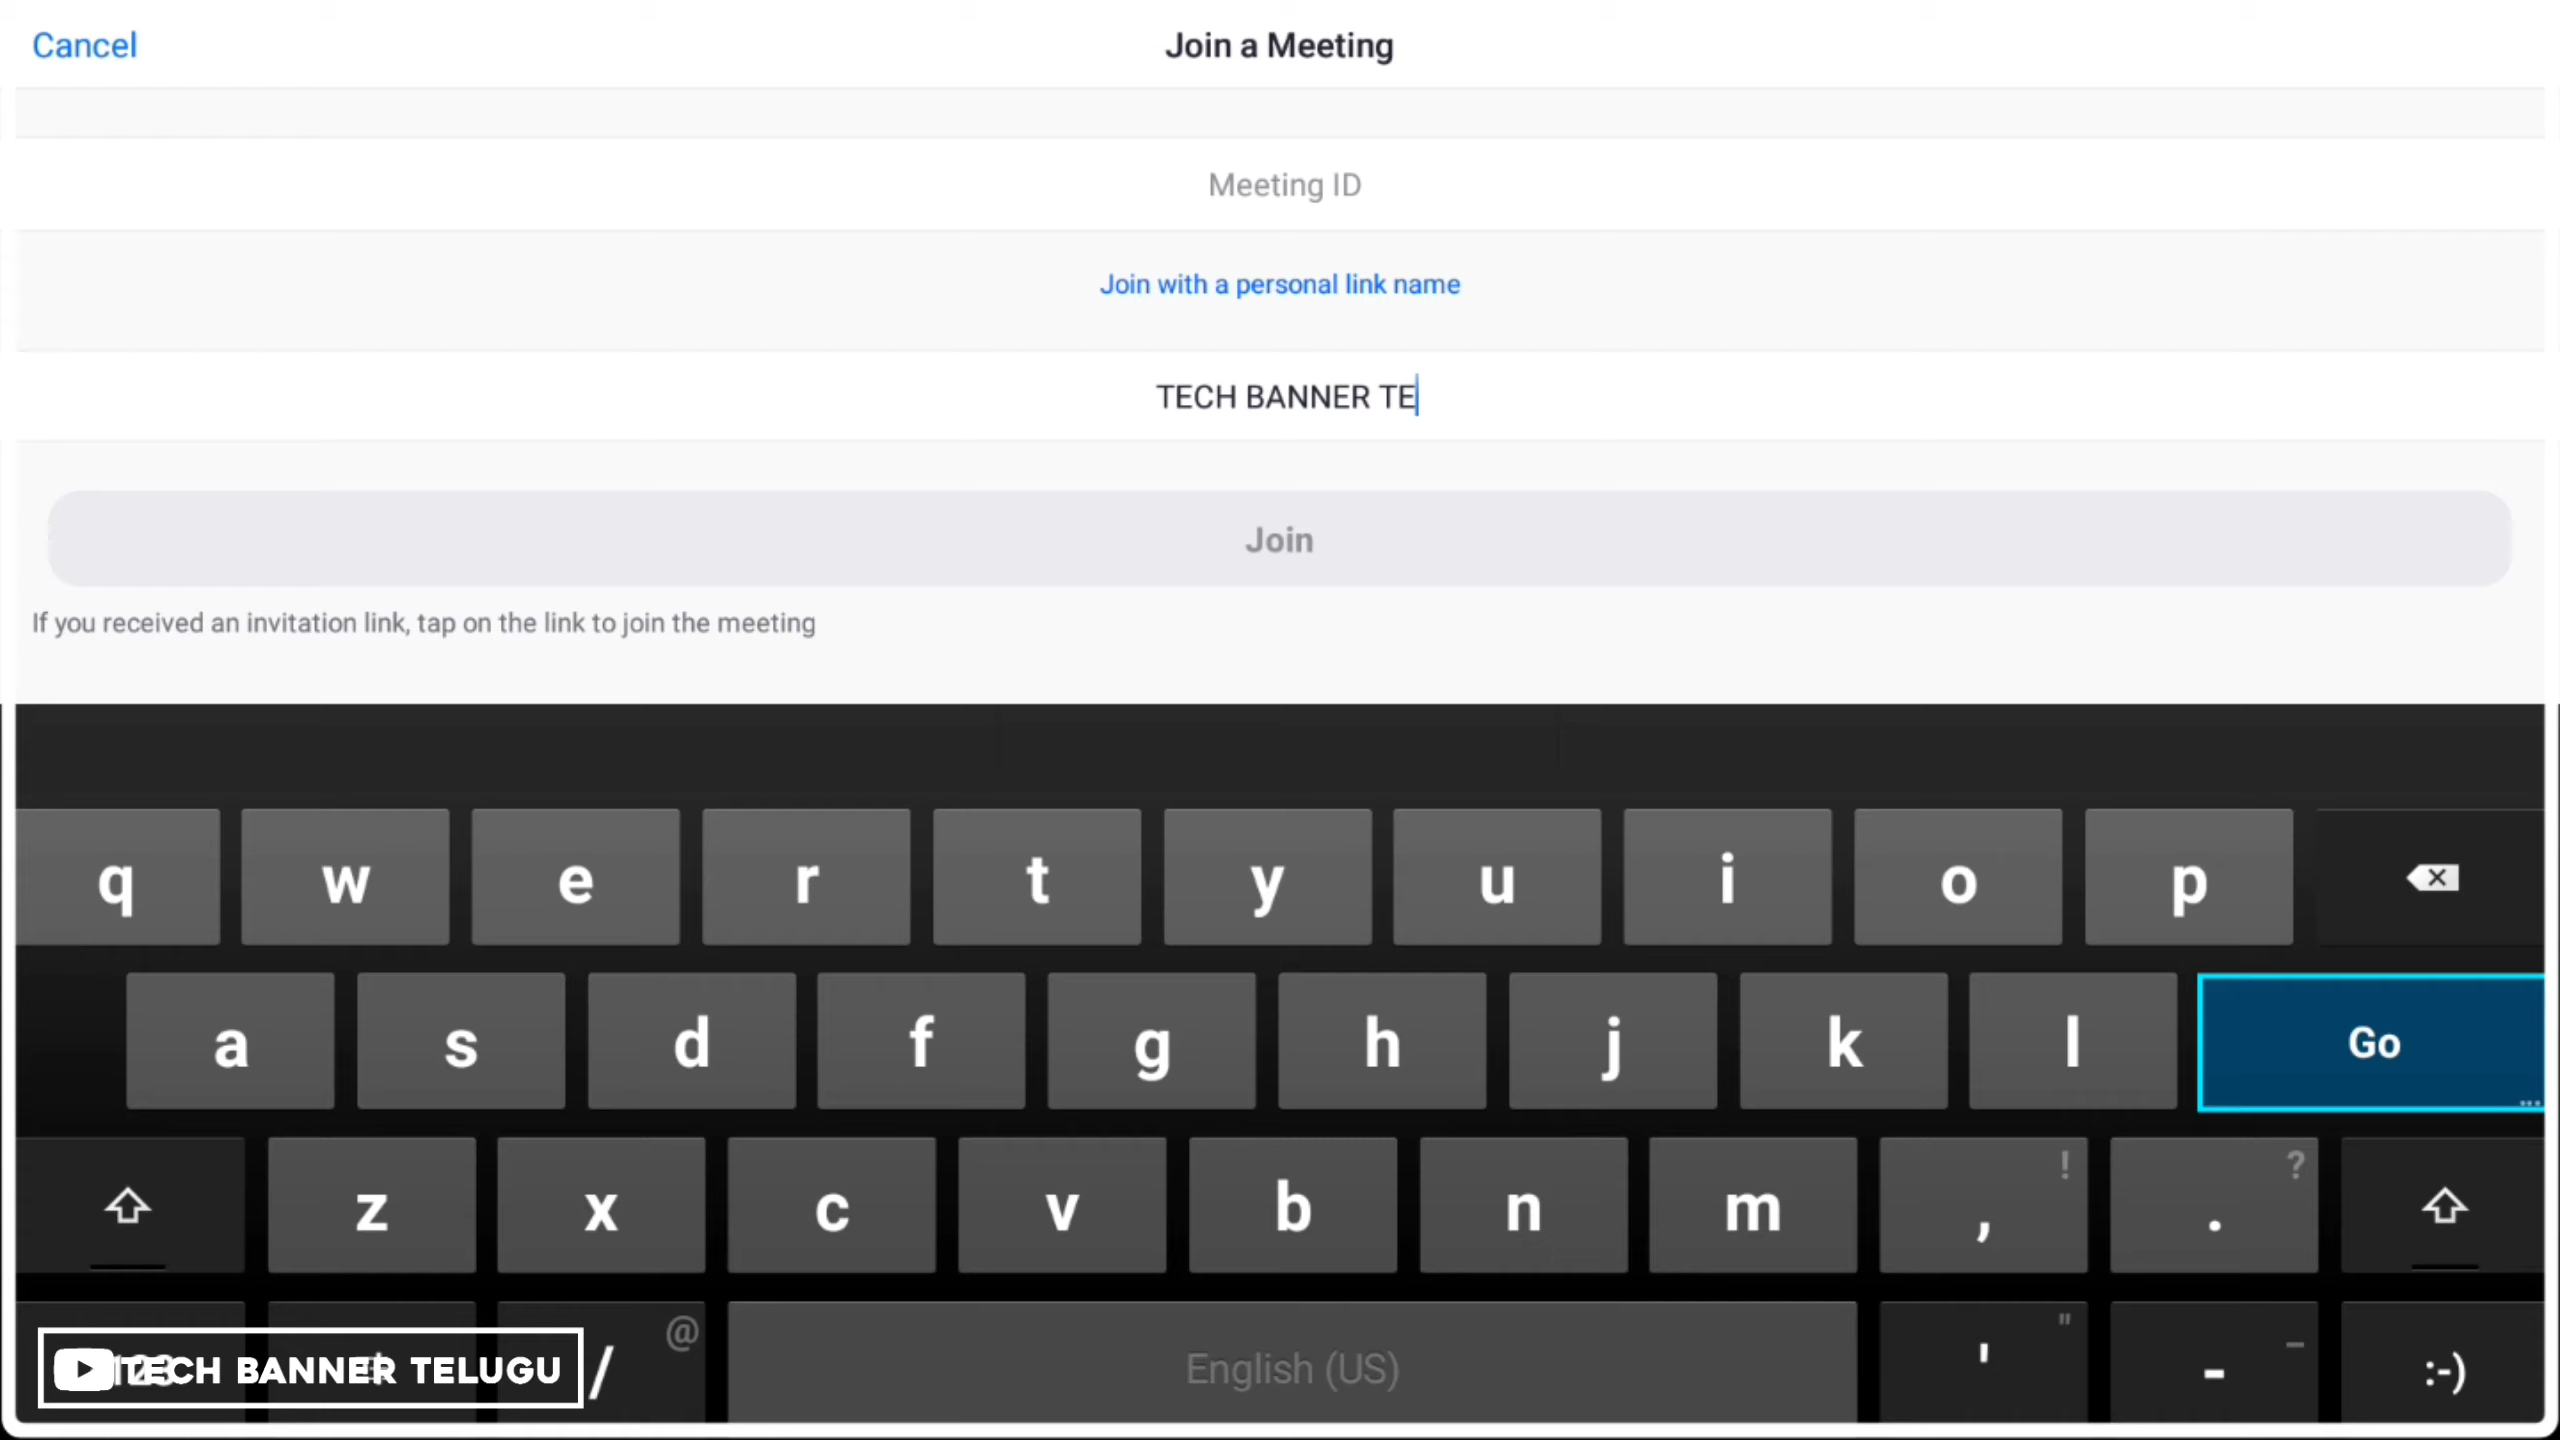 Cancel
Join a Meeting
Meeting ID
Join with a personal link name
TECH BANNER TE
Join
If you received an invitation link, tap on the link to join the meeting
q w e r t y u i o p
a s d f g h j k l Go
...
! ?
z x c v b n m , .
@ " _
TECH BANNER TELUGU / English (US) ' - :-)